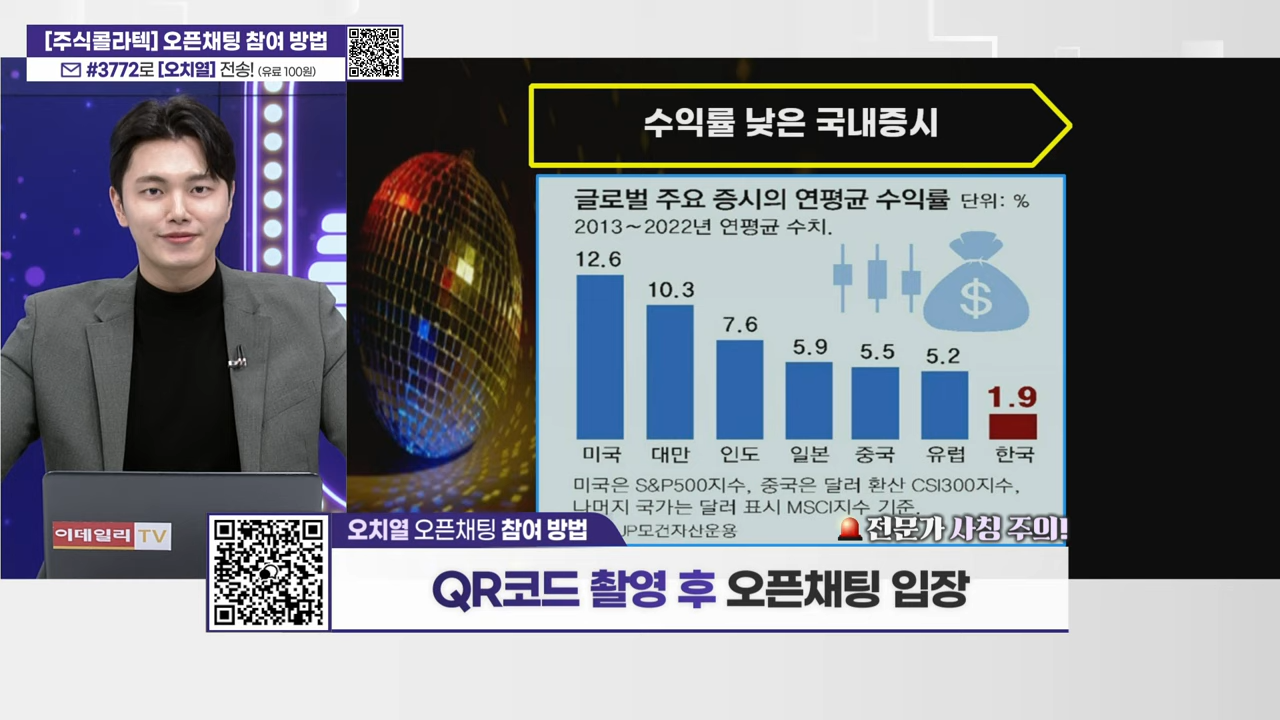 [주식콜라텍] 오픈채팅 참여 방법
#3772로 [오치열] 전송! (유료 100원)
수익률 낮은 국내증시
글로벌 주요 증시의 연평균 수익률 단위: %
2013~2022년 연평균 수치.
12.6
10.3
7.6
5.9
5.5
5.2
1.9
$
미국 대만 인도 일본 중국 유럽 한국
미국은 S&P500지수, 중국은 달러 환산 CSI300지수,
나머지 국가는 달러 표시 MSCI지수 기준.
JP모건자산운용
전문가 사칭 주의!
이데일리TV
오치열 오픈채팅 참여 방법
QR코드 촬영 후 오픈채팅 입장